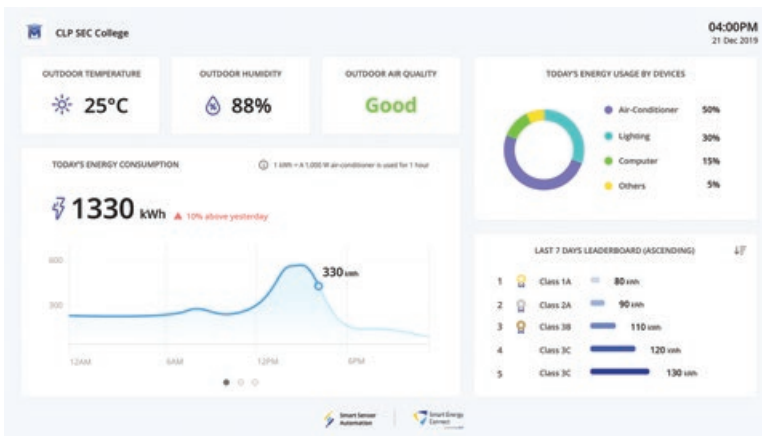 CLP SEC College
04:00PM
21 Dec 2019
OUTDOOR TEMPERATURE
25°C
OUTDOOR HUMIDITY
88%
OUTDOOR AIR QUALITY
Good
TODAY'S ENERGY USAGE BY DEVICES
Air-Conditioner 50%
Lighting 30%
Computer 15%
Others 5%
TODAY'S ENERGY CONSUMPTION
1 kWh = A 1,000 W air-conditioner is used for 1 hour
1330 kWh
10% above yesterday
600
300
330 kWh
12AM 6AM 12PM 6PM
LAST 7 DAYS LEADERBOARD (ASCENDING)
1 Class 1A 80 kWh
2 Class 2A 90 kWh
3 Class 3B 110 kWh
4 Class 3C 120 kWh
5 Class 3C 130 kWh
Smart Sensor
Automation
Smart Energy
Connect